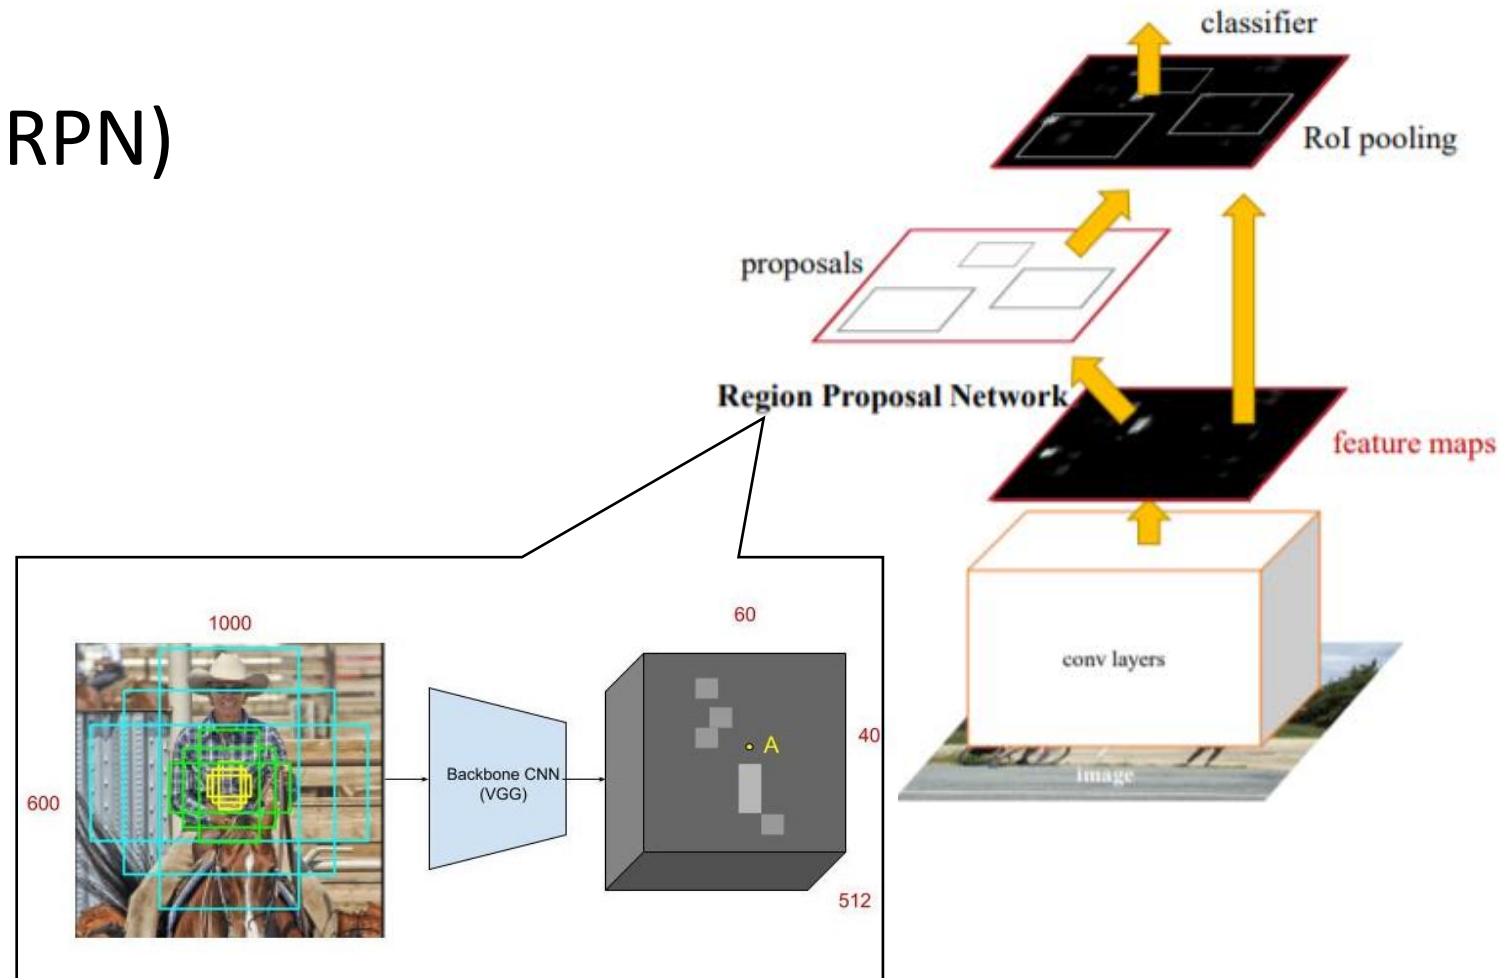 RPN)
classifier
RoI pooling
proposals
Region Proposal Network
feature maps
conv layers
image
1000
600
Backbone CNN
(VGG)
60
A
40
512